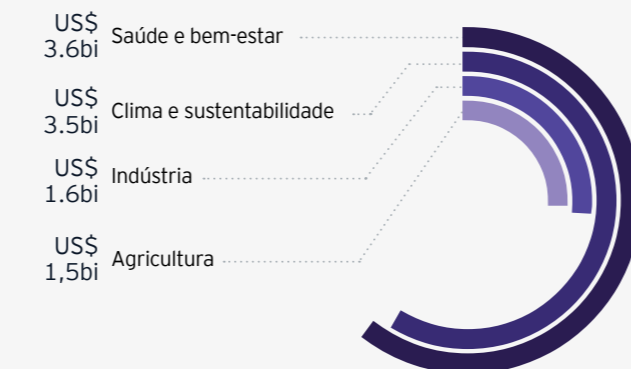 US$
3.6bi
Saúde e bem-estar
US$
3.5bi
Clima e sustentabilidade
US$
1.6bi
Indústria
US$
1,5bi
Agricultura